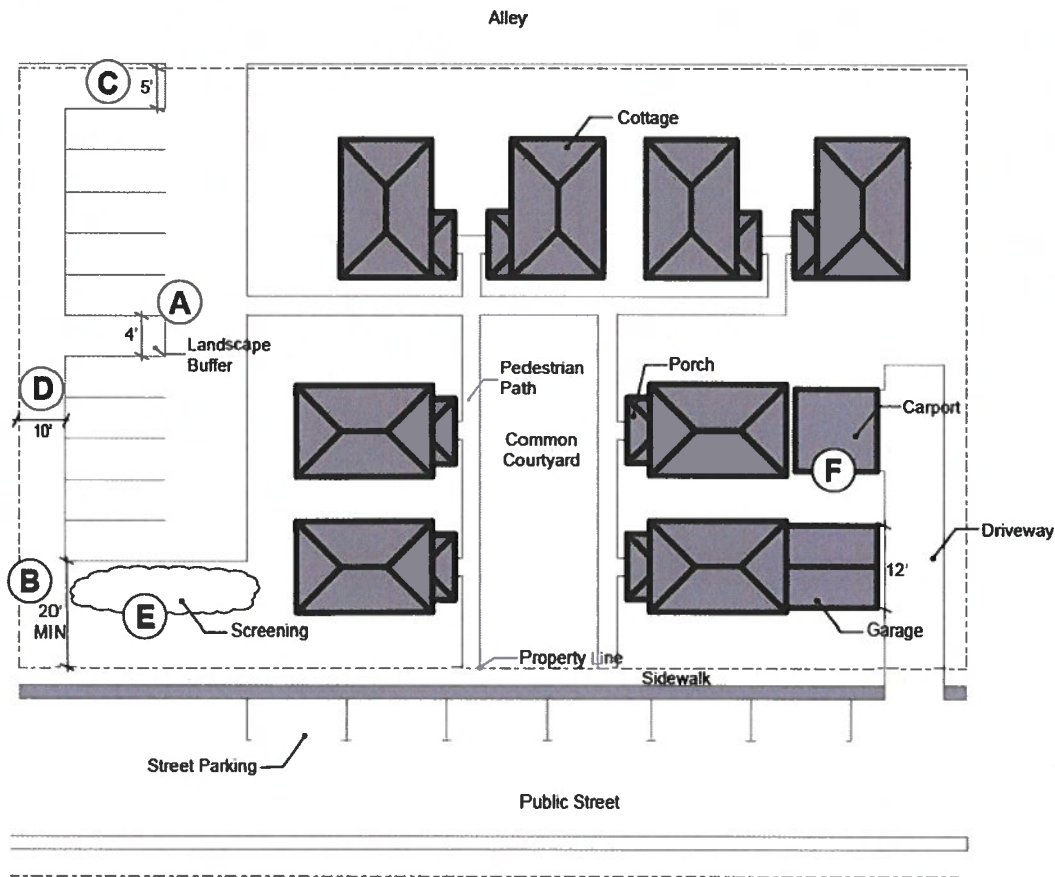 Alley
C
5'
Cottage
A
4'
Landscape
Buffer
D
10'
Pedestrian
Path
Porch
Carport
Common
Courtyard
F
Driveway
B
20'
MIN
E
Screening
12'
Garage
Property Line
Sidewalk
Street Parking
Public Street